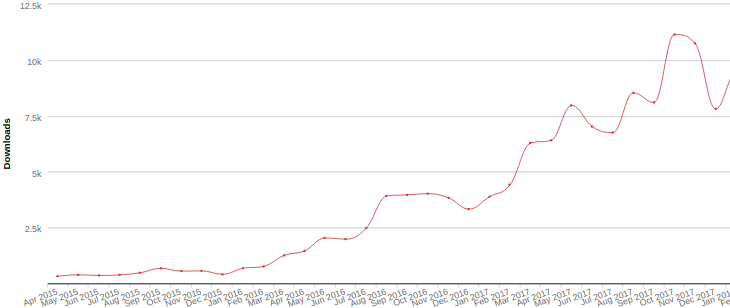 12.5k
10k
7.5k
5k
2.5k
Downloads
Apr 2015
May 2015
Jun 2015
Jul 2015
Aug 2015
Sep 2015
Oct 2015
Nov 2015
Dec 2015
Jan 2016
Feb 2016
Mar 2016
Apr 2016
May 2016
Jun 2016
Jul 2016
Aug 2016
Sep 2016
Oct 2016
Nov 2016
Dec 2016
Jan 2017
Feb 2017
Mar 2017
Apr 2017
May 2017
Jun 2017
Jul 2017
Aug 2017
Sep 2017
Oct 2017
Nov 2017
Dec 2017
Jan
Fe